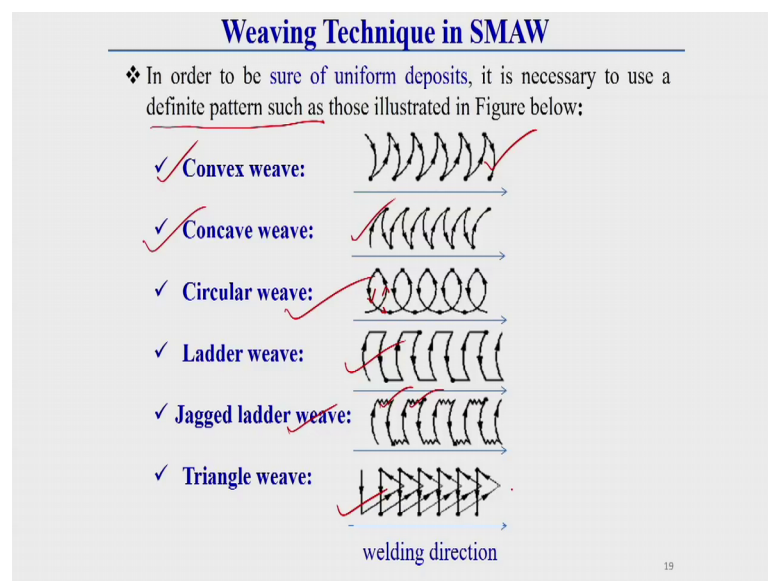 Weaving Technique in SMAW
❖ In order to be sure of uniform deposits, it is necessary to use a
definite pattern such as those illustrated in Figure below:
✓ Convex weave:
✓ Concave weave:
✓ Circular weave:
✓ Ladder weave:
✓ Jagged ladder weave:
✓ Triangle weave:
welding direction
19